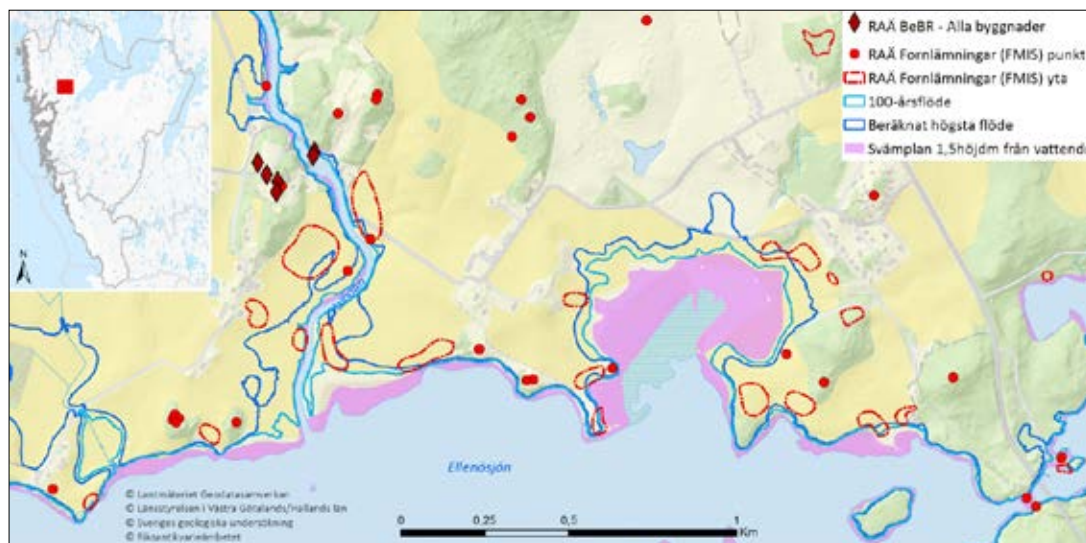 RAÄ BeBR - Alla byggnader
RAÄ Fornlämningar (FMIS) punkt
RAÄ Fornlämningar (FMIS) yta
100-årsflöde
Beräknat högsta flöde
Svämplan 1,5höjdm från vattendr
N
Ellenösjön
© Lantmäteriet Geodatasamverkan
© Länsstyrelsen i Västra Götalands/Hallands län
© Sveriges geologiska undersökning
© Riksantikvarieämbetet
0 0,25 0,5 1
Km